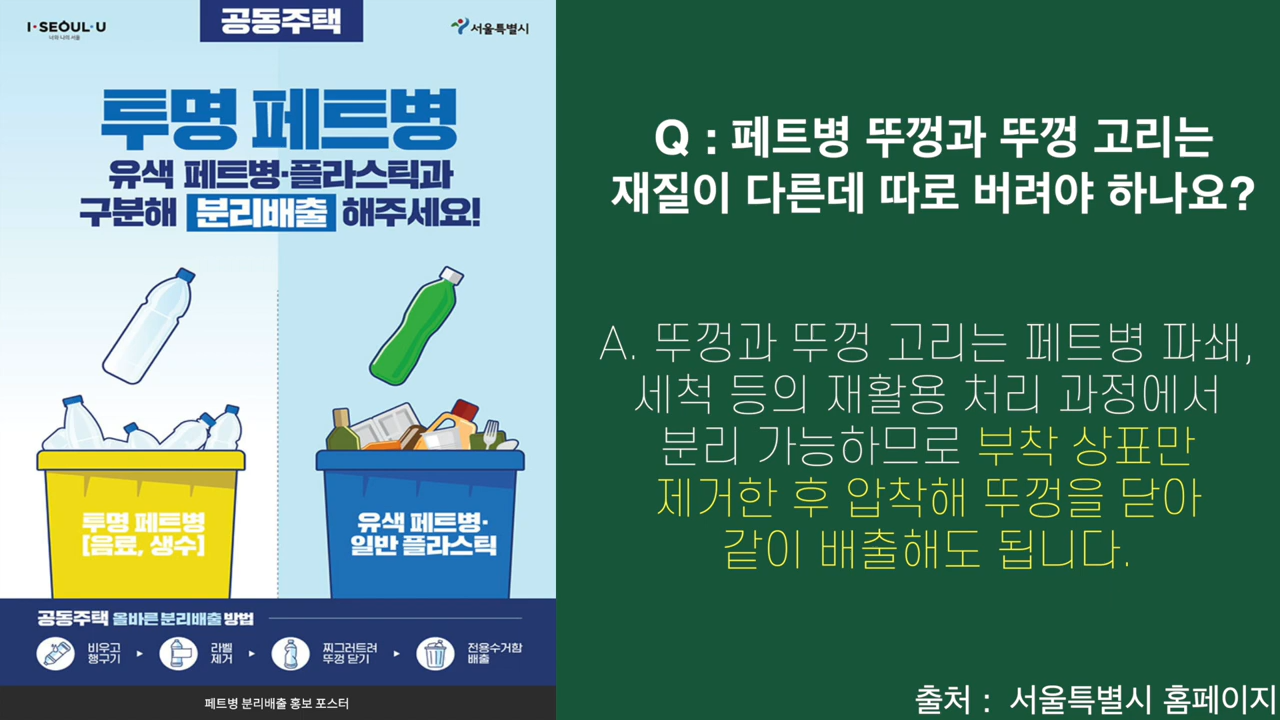 I·SEOUL·U
너와 나의 서울
공동주택
서울특별시
투명 페트병
유색 페트병·플라스틱과
구분해 분리배출 해주세요!
투명 페트병
[음료, 생수]
유색 페트병·
일반 플라스틱
공동주택 올바른 분리배출 방법
비우고
헹구기
라벨
제거
찌그러트려
뚜껑 닫기
전용수거함
배출
페트병 분리배출 홍보 포스터
Q : 페트병 뚜껑과 뚜껑 고리는
재질이 다른데 따로 버려야 하나요?
A. 뚜껑과 뚜껑 고리는 페트병 파쇄,
세척 등의 재활용 처리 과정에서
분리 가능하므로 부착 상표만
제거한 후 압착해 뚜껑을 닫아
같이 배출해도 됩니다.
출처 : 서울특별시 홈페이지